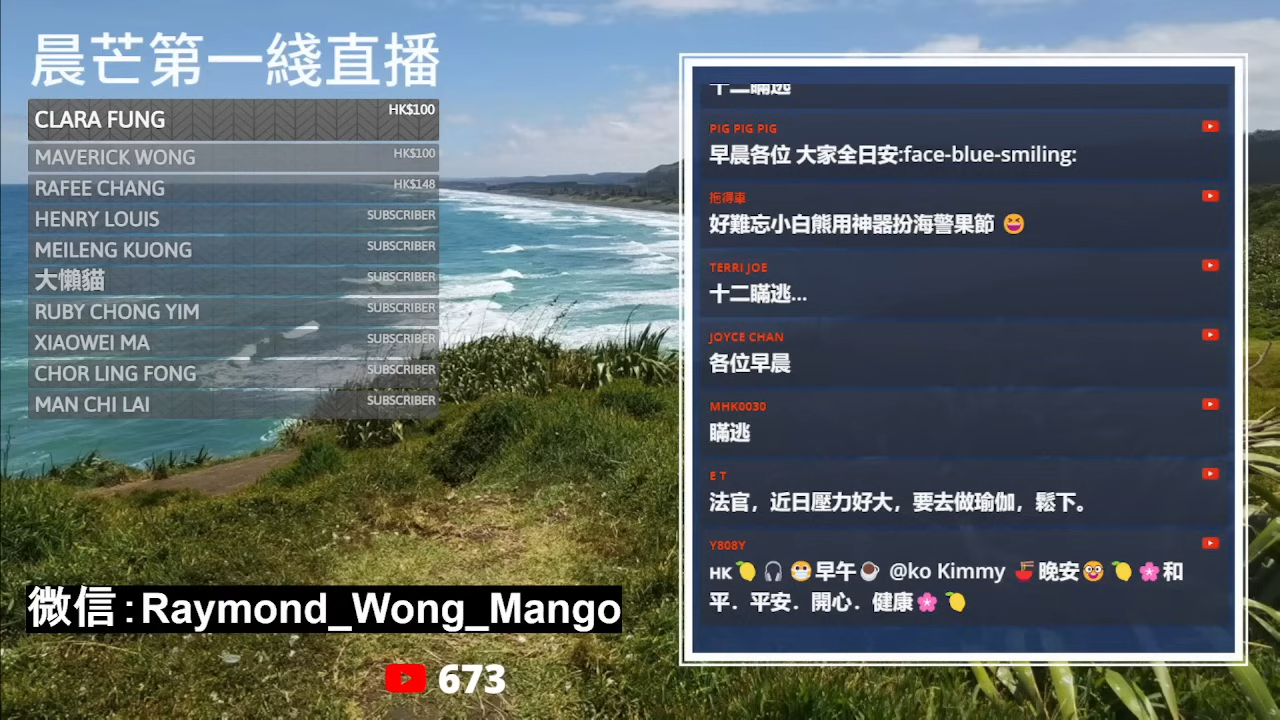 晨芒第一綫直播
CLARA FUNG HK$100
MAVERICK WONG HK$100
RAFEE CHANG HK$148
HENRY LOUIS SUBSCRIBER
MEILENG KUONG SUBSCRIBER
大懶貓 SUBSCRIBER
RUBY CHONG YIM SUBSCRIBER
XIAOWEI MA SUBSCRIBER
CHOR LING FONG SUBSCRIBER
MAN CHI LAI SUBSCRIBER
微信:Raymond_Wong_Mango
673
十二瞞逃
PIG PIG PIG
早晨各位 大家全日安:face-blue-smiling:
拖得車
好難忘小白熊用神器扮海警果節 😆
TERRI JOE
十二瞞逃...
JOYCE CHAN
各位早晨
MHK0030
瞞逃
E T
法官，近日壓力好大，要去做瑜伽，鬆下。
Y808Y
HK🍋🎧😷早午☕ @ko Kimmy 🍜晚安🤓🍋🌸和
平．平安．開心．健康🌸🍋